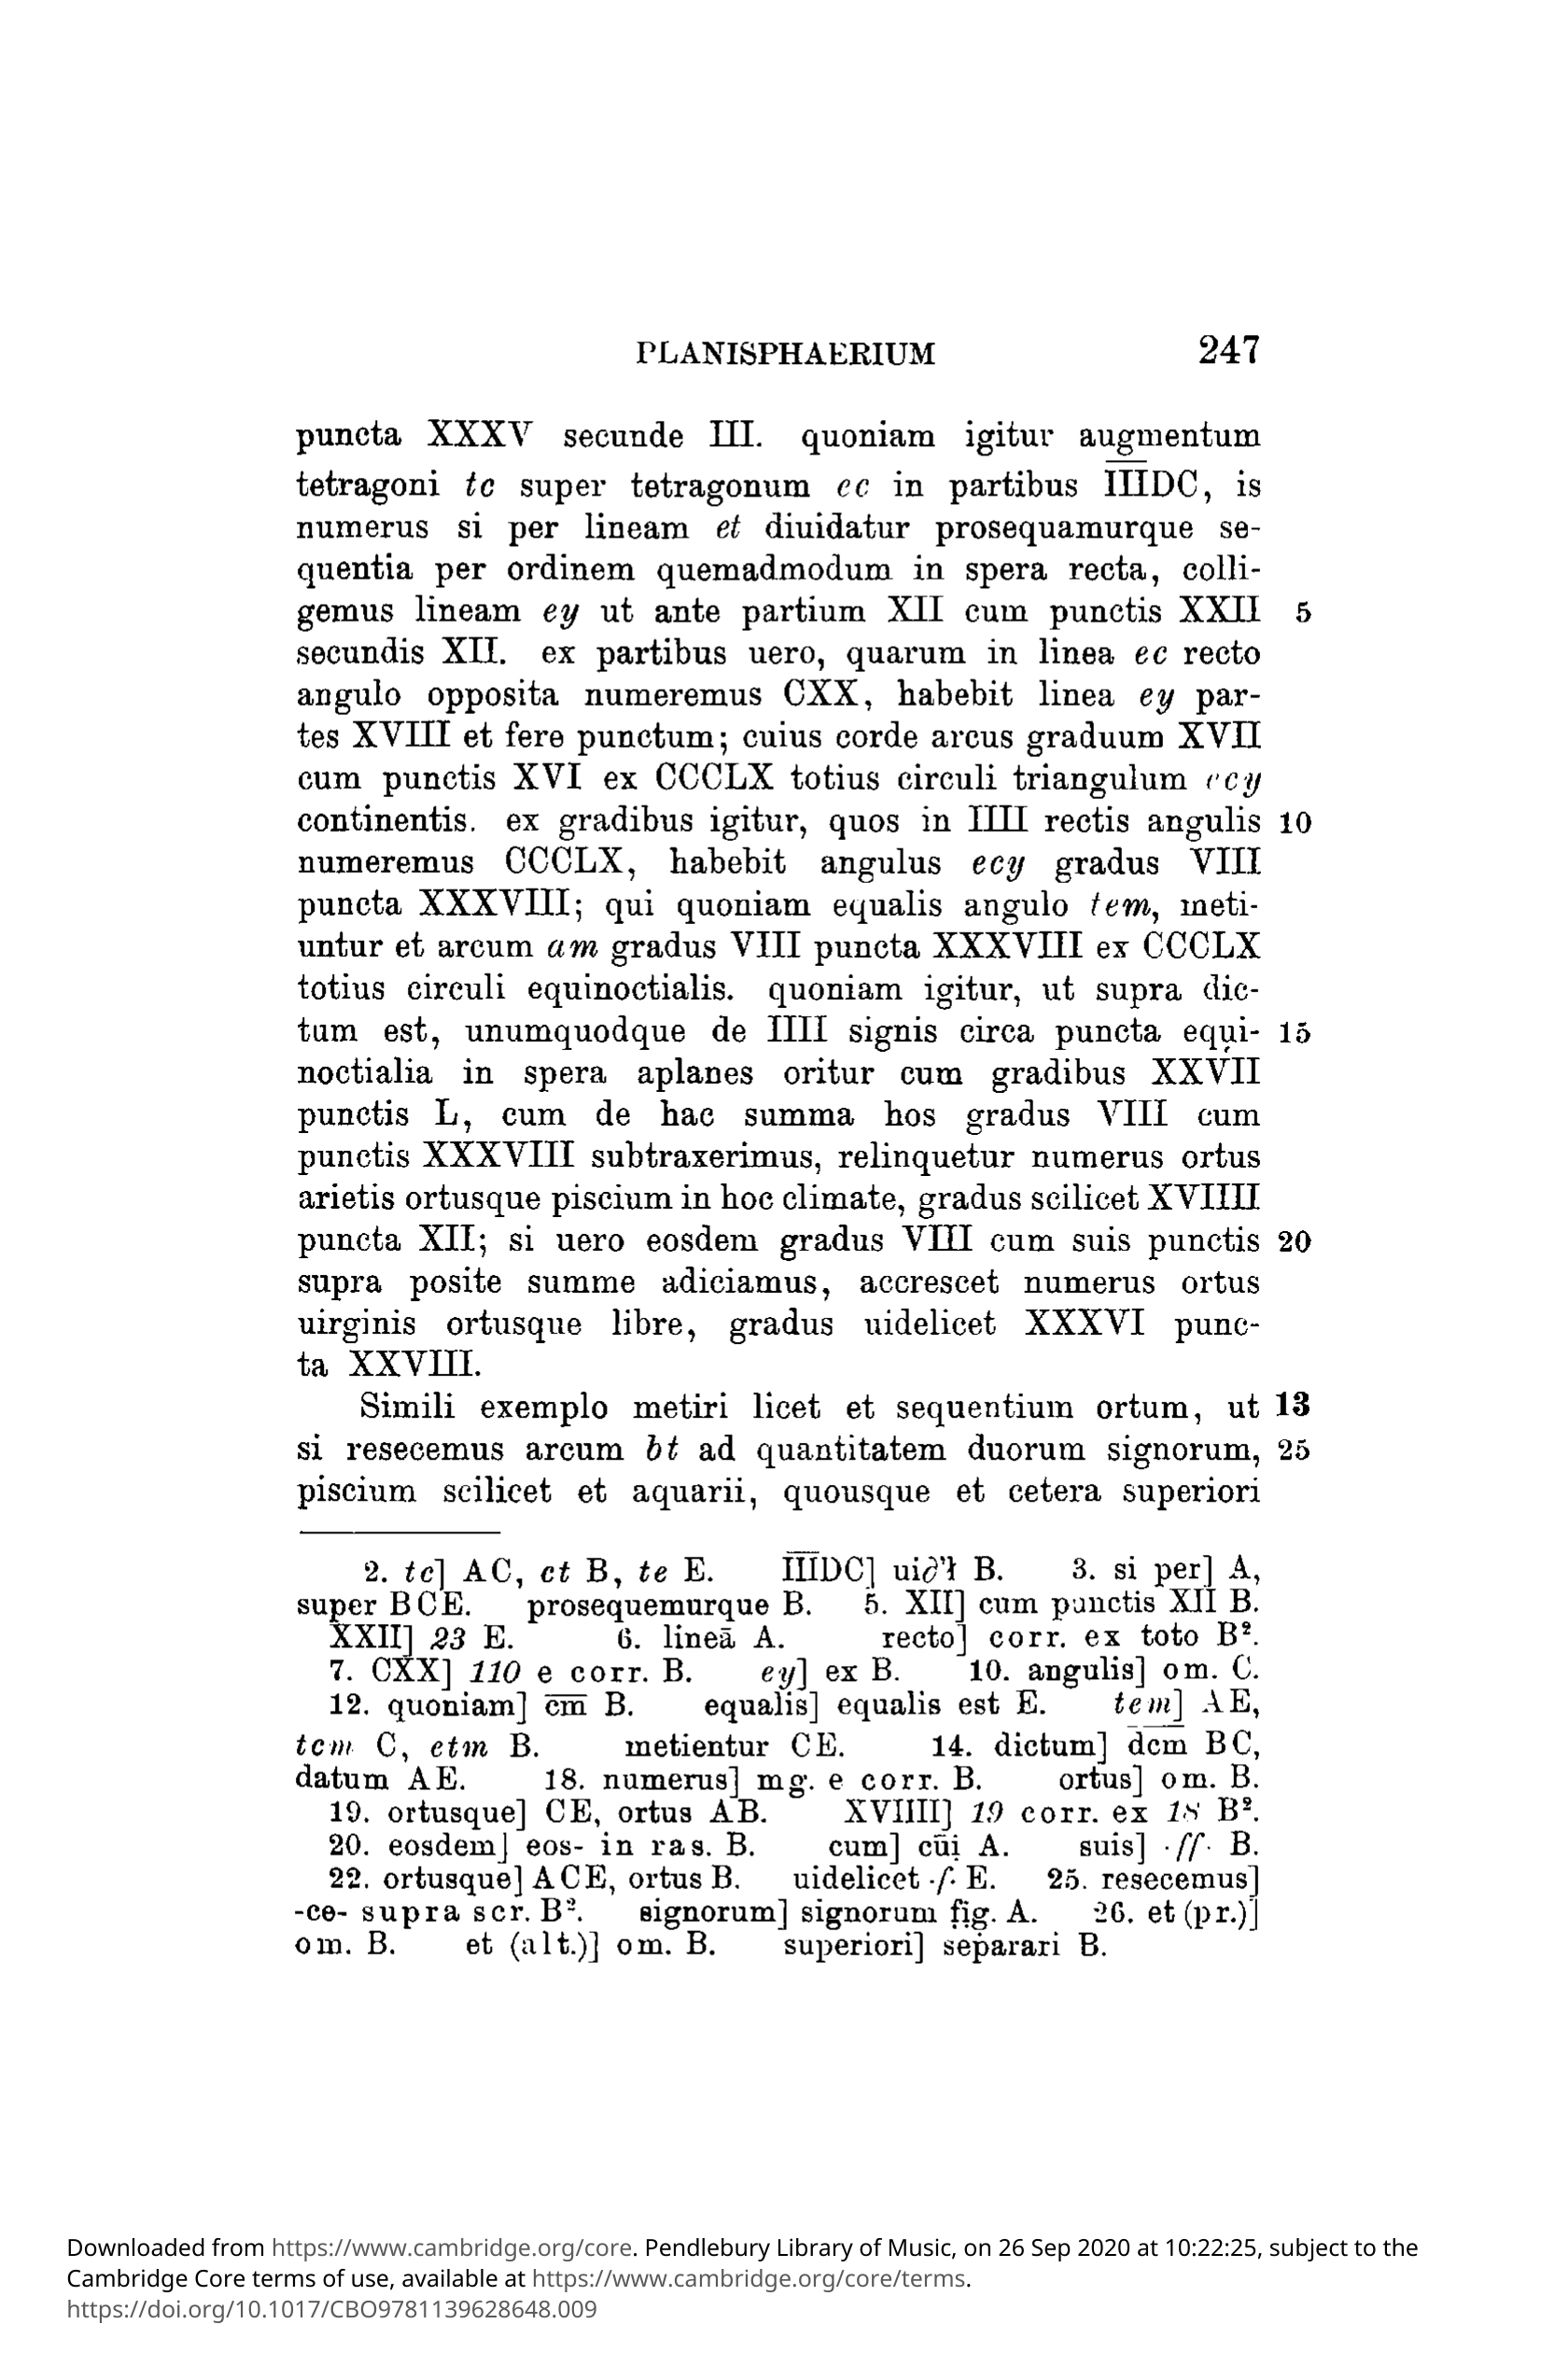 PLANISPHAERIUM 247
puncta XXXV secunde III. quoniam igitur augmentum
tetragoni tc super tetragonum ec in partibus I̅I̅I̅DC, is
numerus si per lineam et diuidatur prosequamurque se-
quentia per ordinem quemadmodum in spera recta, colli-
gemus lineam ey ut ante partium XII cum punctis XXII 5
secundis XII. ex partibus uero, quarum in linea ec recto
angulo opposita numeremus CXX, habebit linea ey par-
tes XVIII et fere punctum; cuius corde arcus graduum XVII
cum punctis XVI ex CCCLX totius circuli triangulum ecy
continentis. ex gradibus igitur, quos in IIII rectis angulis 10
numeremus CCCLX, habebit angulus ecy gradus VIII
puncta XXXVIII; qui quoniam equalis angulo tem, meti-
untur et arcum am gradus VIII puncta XXXVIII ex CCCLX
totius circuli equinoctialis. quoniam igitur, ut supra dic-
tum est, unumquodque de IIII signis circa puncta equi- 15
noctialia in spera aplanes oritur cum gradibus XXVII
punctis L, cum de hac summa hos gradus VIII cum
punctis XXXVIII subtraxerimus, relinquetur numerus ortus
arietis ortusque piscium in hoc climate, gradus scilicet XVIIII
puncta XII; si uero eosdem gradus VIII cum suis punctis 20
supra posite summe adiciamus, accrescet numerus ortus
uirginis ortusque libre, gradus uidelicet XXXVI punc-
ta XXVIII.
Simili exemplo metiri licet et sequentium ortum, ut 13
si resecemus arcum bt ad quantitatem duorum signorum, 25
piscium scilicet et aquarii, quousque et cetera superiori
2. tc] AC, ct B, te E. I̅I̅I̅DC] B. 3. si per] A,
super BCE. prosequemurque B. 5. XII] cum punctis XII B.
XXII] 23 E. 6. lineā A. recto] corr. ex toto B².
7. CXX] 110 e corr. B. ey] ex B. 10. angulis] om. C.
12. quoniam] c̅m̅ B. equalis] equalis est E. tem] AE,
tcm C, etm B. metientur CE. 14. dictum] d̅c̅m̅ BC,
datum AE. 18. numerus] mg. e corr. B. ortus] om. B.
19. ortusque] CE, ortus AB. XVIIII] 19 corr. ex 18 B².
20. eosdem] eos- in ras. B. cum] cūi A. suis] B.
22. ortusque] ACE, ortus B. uidelicet E. 25. resecemus]
-ce- supra scr. B². signorum] signorum fig. A. 26. et (pr.)]
om. B. et (alt.)] om. B. superiori] separari B.
Downloaded from https://www.cambridge.org/core. Pendlebury Library of Music, on 26 Sep 2020 at 10:22:25, subject to the
Cambridge Core terms of use, available at https://www.cambridge.org/core/terms.
https://doi.org/10.1017/CBO9781139628648.009